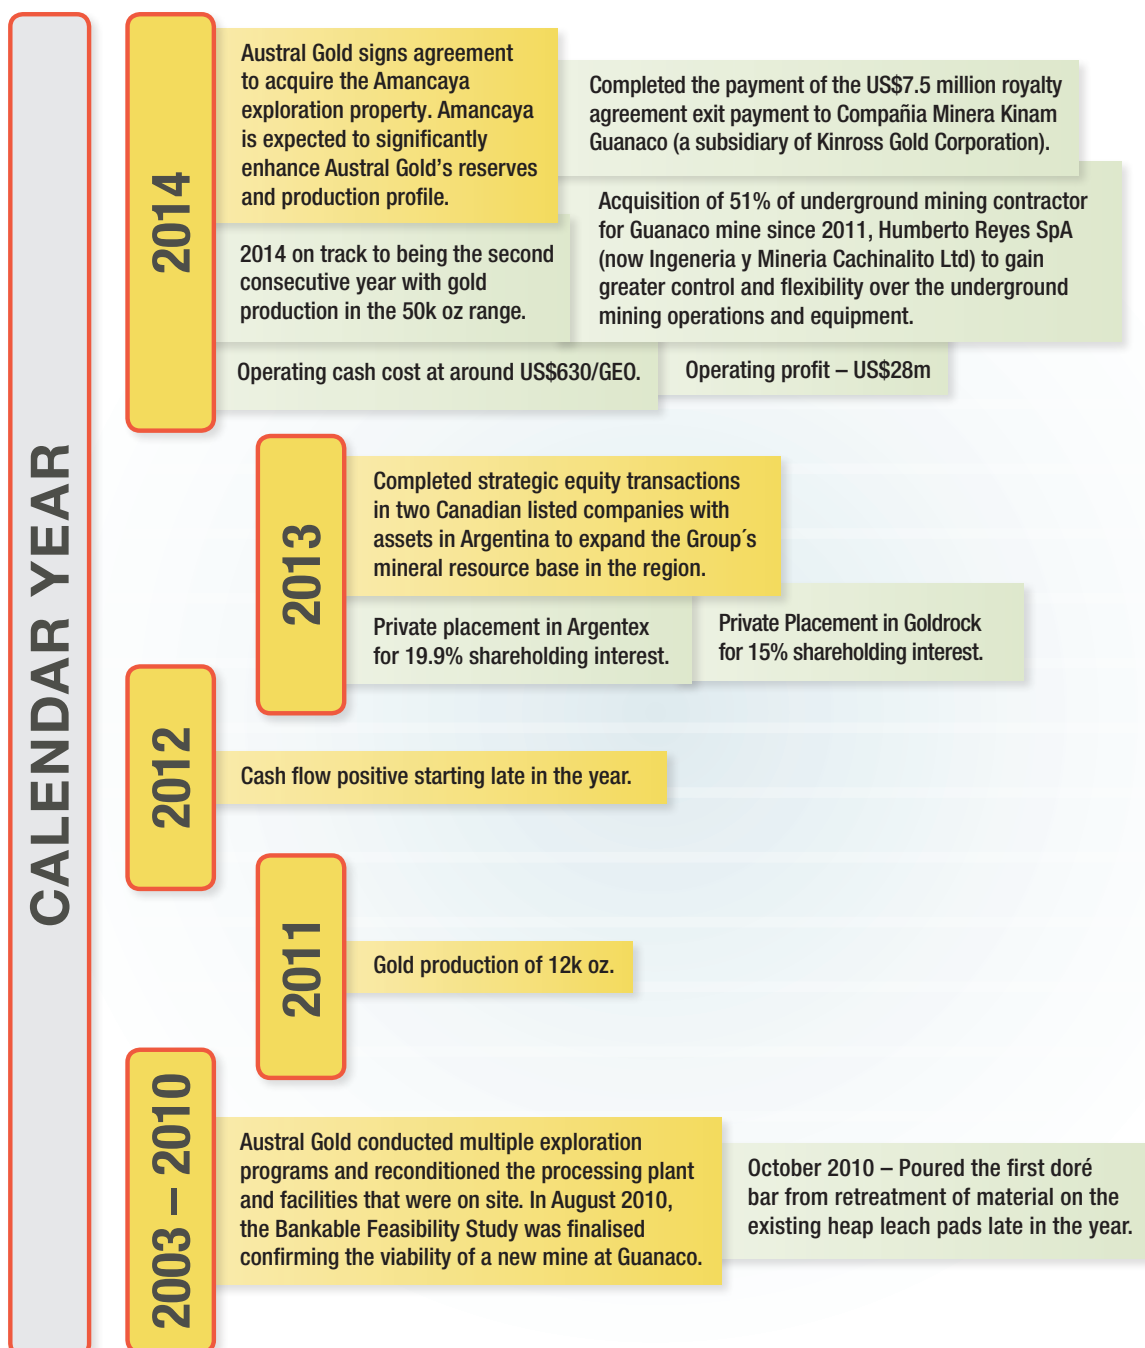 CALENDAR YEAR
2014
Austral Gold signs agreement
to acquire the Amancaya
exploration property. Amancaya
is expected to significantly
enhance Austral Gold's reserves
and production profile.
Completed the payment of the US$7.5 million royalty
agreement exit payment to Compañia Minera Kinam
Guanaco (a subsidiary of Kinross Gold Corporation).
2014 on track to being the second
consecutive year with gold
production in the 50k oz range.
Acquisition of 51% of underground mining contractor
for Guanaco mine since 2011, Humberto Reyes SpA
(now Ingeneria y Mineria Cachinalito Ltd) to gain
greater control and flexibility over the underground
mining operations and equipment.
Operating cash cost at around US$630/GEO.
Operating profit – US$28m
2013
Completed strategic equity transactions
in two Canadian listed companies with
assets in Argentina to expand the Group´s
mineral resource base in the region.
Private placement in Argentex
for 19.9% shareholding interest.
Private Placement in Goldrock
for 15% shareholding interest.
2012
Cash flow positive starting late in the year.
2011
Gold production of 12k oz.
2003 – 2010
Austral Gold conducted multiple exploration
programs and reconditioned the processing plant
and facilities that were on site. In August 2010,
the Bankable Feasibility Study was finalised
confirming the viability of a new mine at Guanaco.
October 2010 – Poured the first doré
bar from retreatment of material on the
existing heap leach pads late in the year.